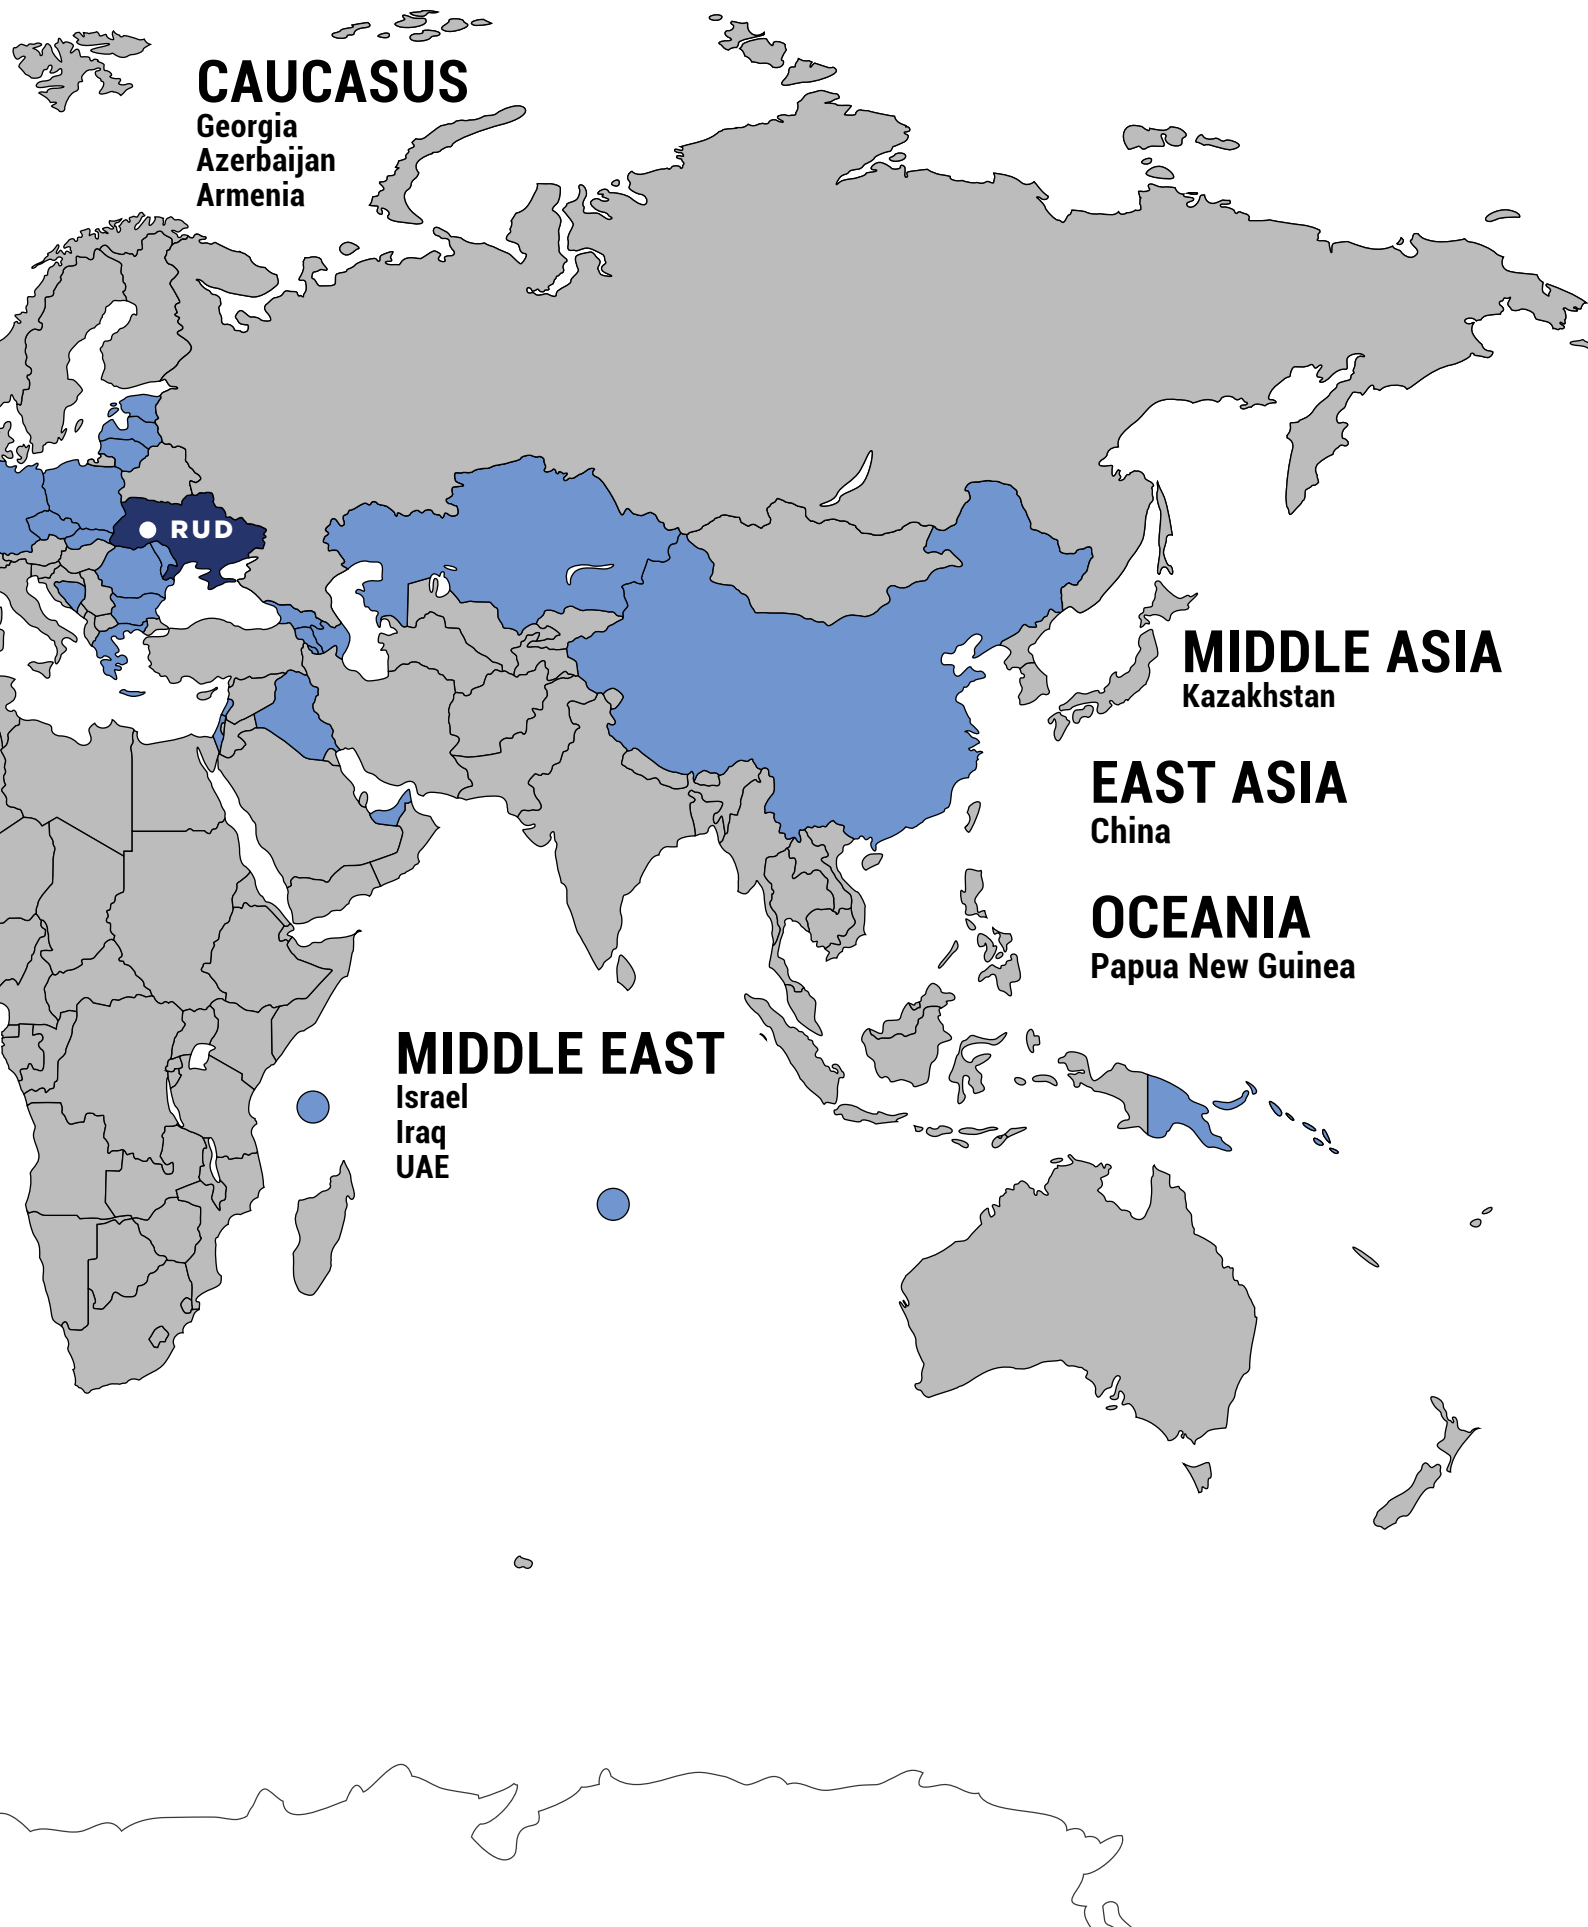 CAUCASUS
Georgia
Azerbaijan
Armenia
RUD
MIDDLE ASIA
Kazakhstan
EAST ASIA
China
OCEANIA
Papua New Guinea
MIDDLE EAST
Israel
Iraq
UAE